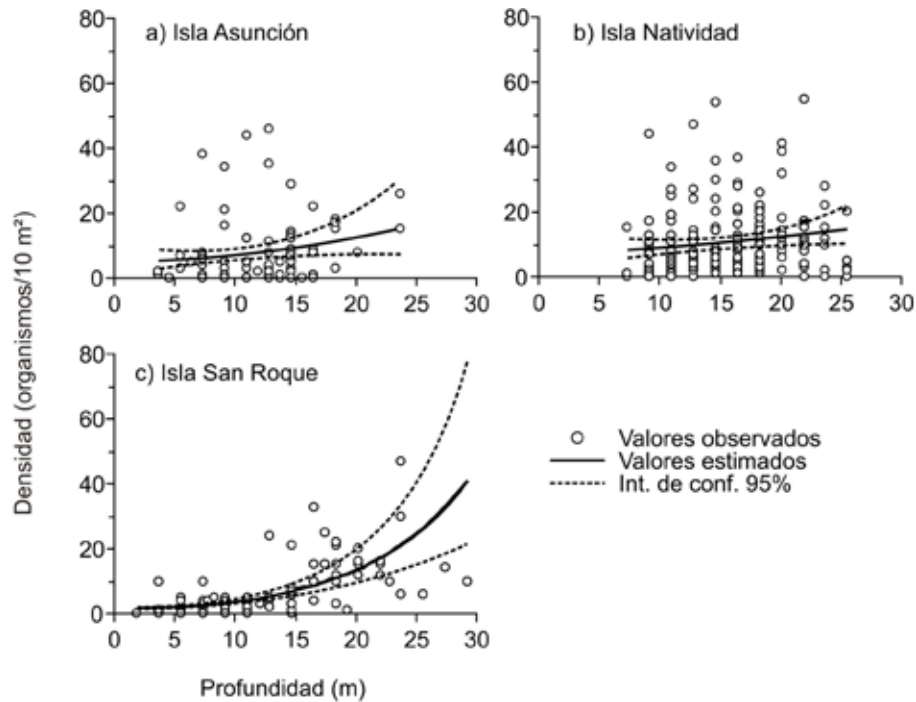 80
60
40
20
0
a) Isla Asunción
0 5 10 15 20 25 30
80
60
40
20
0
b) Isla Natividad
0 5 10 15 20 25 30
80
60
40
20
0
c) Isla San Roque
0 5 10 15 20 25 30
Densidad (organismos/10 m²)
Profundidad (m)
Valores observados
Valores estimados
Int. de conf. 95%